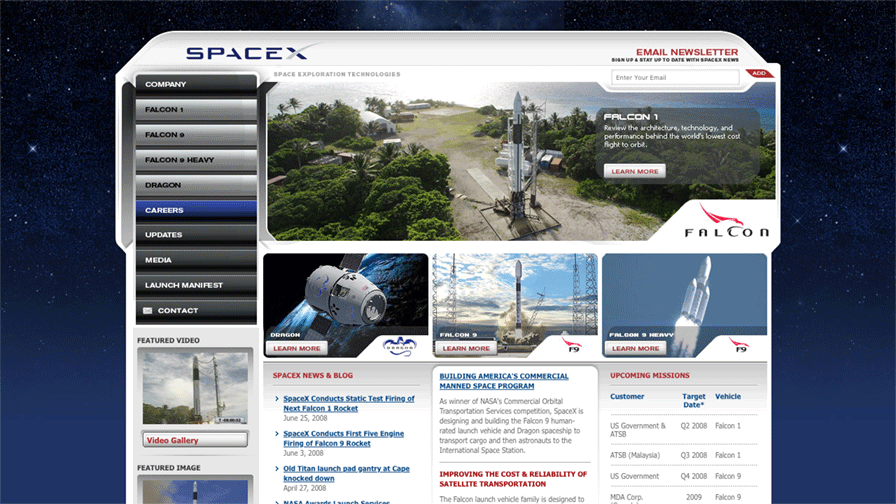 SPACEX
SPACE EXPLORATION TECHNOLOGIES
EMAIL NEWSLETTER
SIGN UP & STAY UP TO DATE WITH SPACEX NEWS
Enter Your Email
ADD
COMPANY
FALCON 1
FALCON 9
FALCON 9 HEAVY
DRAGON
CAREERS
UPDATES
MEDIA
LAUNCH MANIFEST
CONTACT
FALCON 1
Review the architecture, technology, and
performance behind the world's lowest cost
flight to orbit.
LEARN MORE
FALCON
DRAGON
LEARN MORE
DRAGON
FALCON 9
LEARN MORE
F9
FALCON 9 HEAVY
LEARN MORE
F9
FEATURED VIDEO
Video Gallery
FEATURED IMAGE
SPACEX NEWS & BLOG
SpaceX Conducts Static Test Firing of
Next Falcon 1 Rocket
June 25, 2008
SpaceX Conducts First Five Engine
Firing of Falcon 9 Rocket
June 3, 2008
Old Titan launch pad gantry at Cape
knocked down
April 27, 2008
NASA Awards Launch Services
BUILDING AMERICA'S COMMERCIAL
MANNED SPACE PROGRAM
As winner of NASA's Commercial Orbital
Transportation Services competition, SpaceX is
designing and building the Falcon 9 human-
rated launch vehicle and Dragon spaceship to
transport cargo and then astronauts to the
International Space Station.
IMPROVING THE COST & RELIABILITY OF
SATELLITE TRANSPORTATION
The Falcon launch vehicle family is designed to
UPCOMING MISSIONS
Customer Target Date* Vehicle
US Government & ATSB Q2 2008 Falcon 1
ATSB (Malaysia) Q3 2008 Falcon 1
US Government Q4 2008 Falcon 9
MDA Corp. 2009 Falcon 1